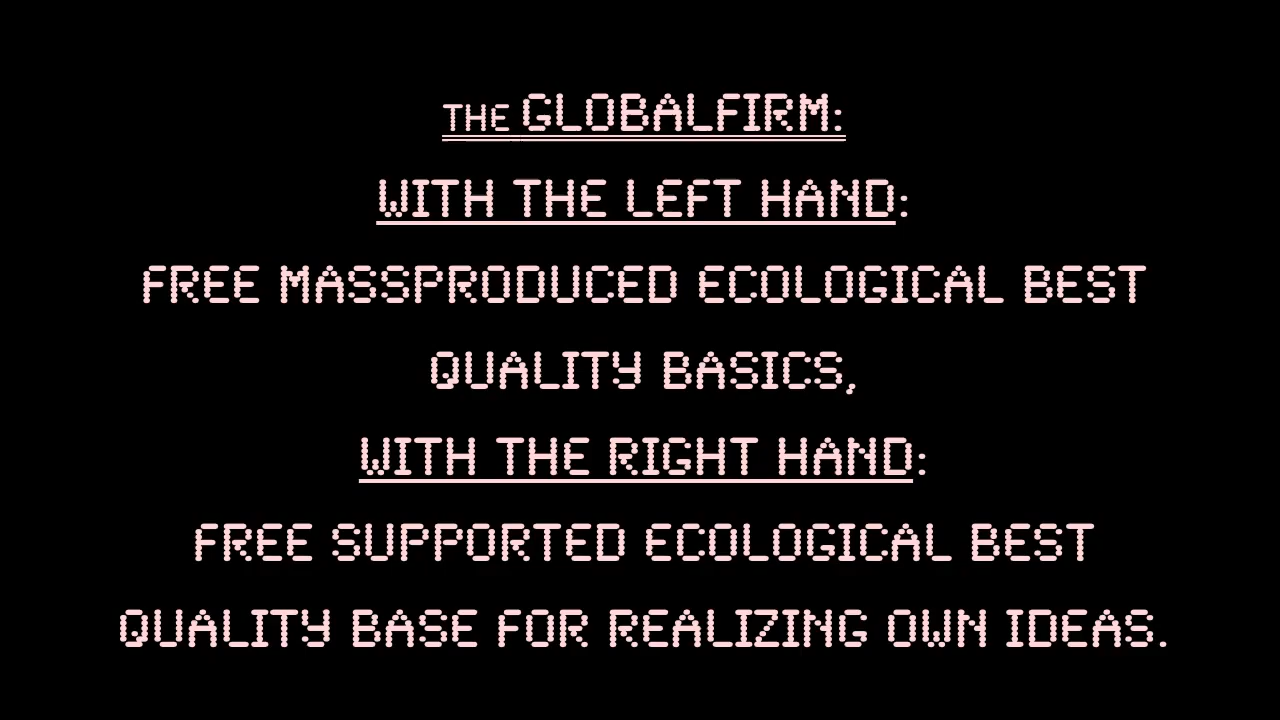 THE GLOBALFIRM:
WITH THE LEFT HAND:
FREE MASSPRODUCED ECOLOGICAL BEST
QUALITY BASICS,
WITH THE RIGHT HAND:
FREE SUPPORTED ECOLOGICAL BEST
QUALITY BASE FOR REALIZING OWN IDEAS.